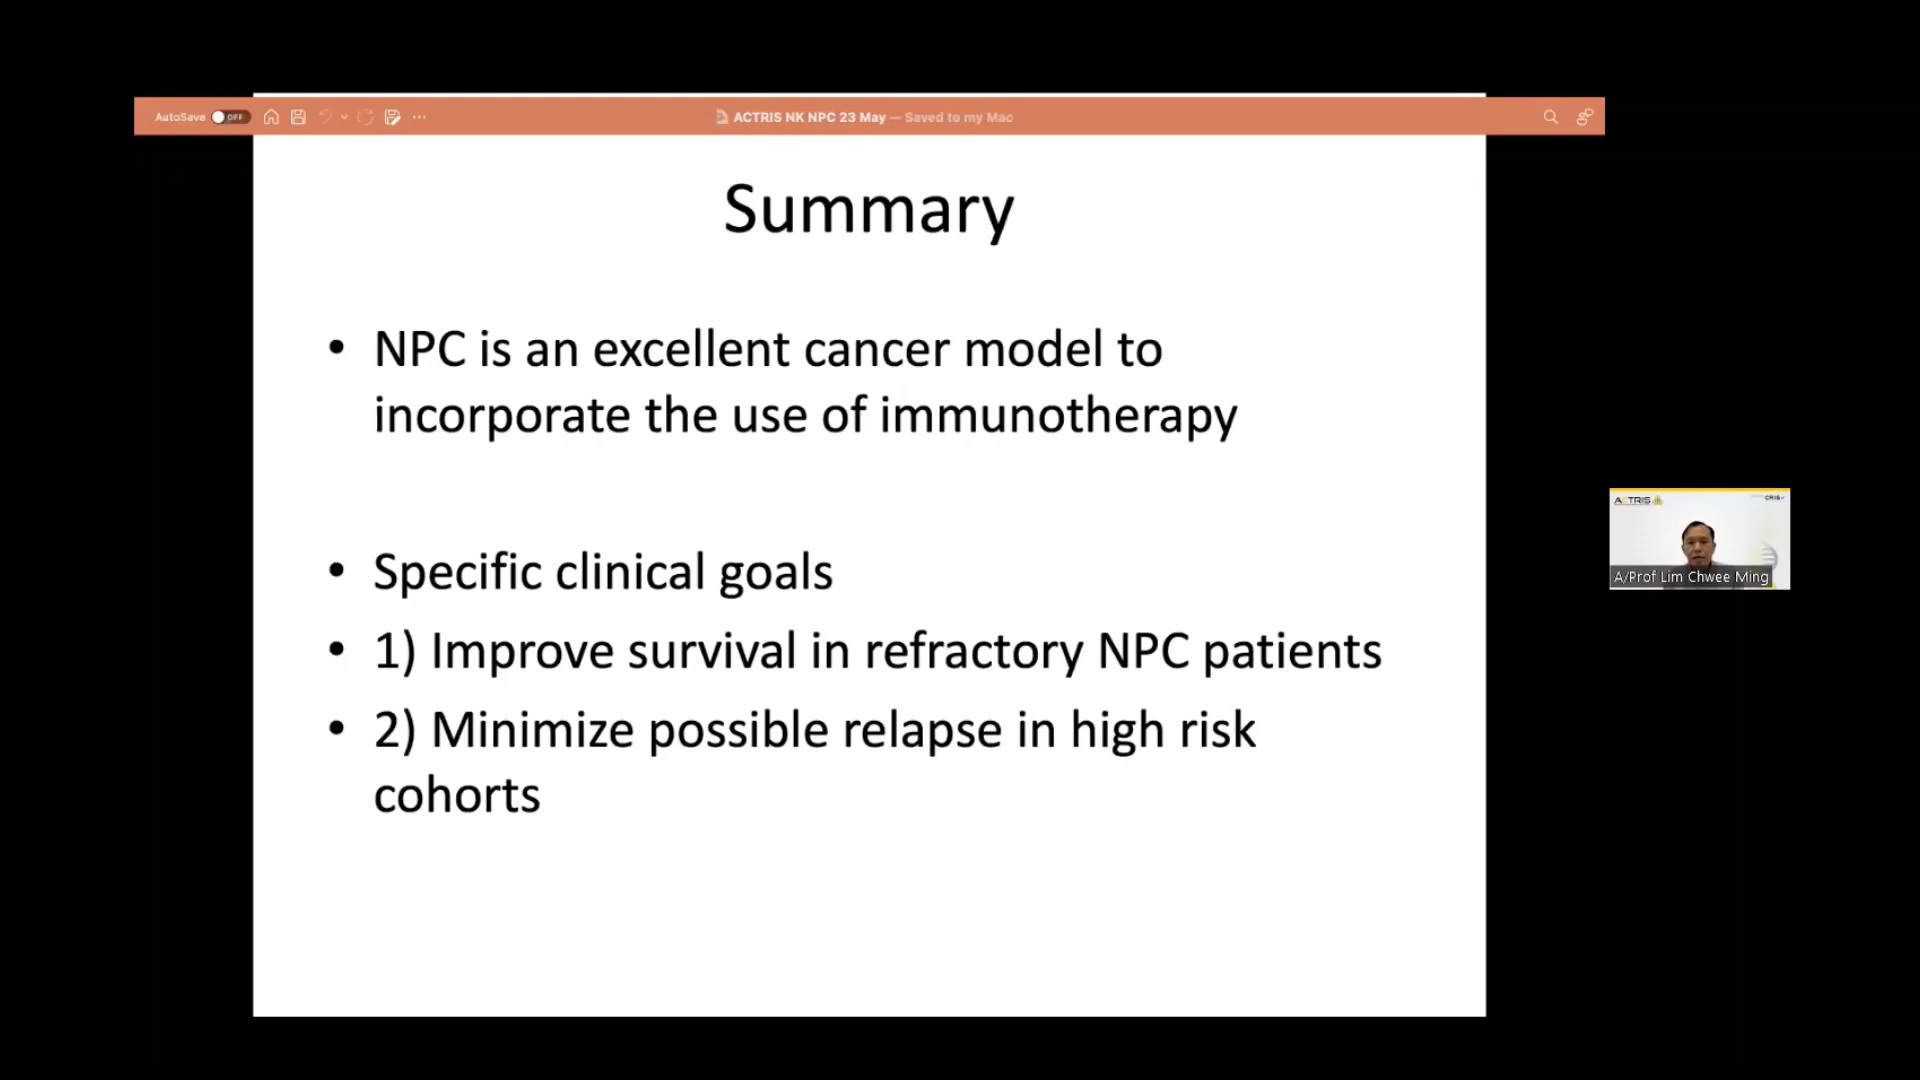 AutoSave OFF ACTRIS NK NPC 23 May — Saved to my Mac
Summary
• NPC is an excellent cancer model to
incorporate the use of immunotherapy
• Specific clinical goals
• 1) Improve survival in refractory NPC patients
• 2) Minimize possible relapse in high risk
cohorts
ACTRIS
A/Prof Lim Chwee Ming